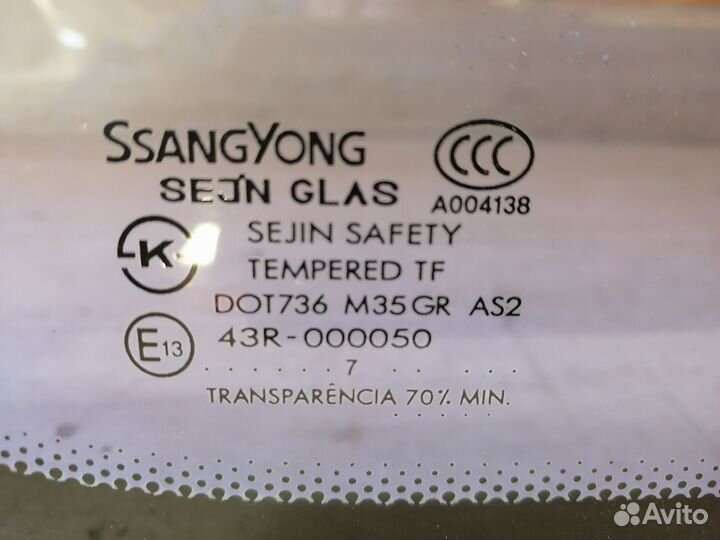 SSANGYONG
CCC
SEJIN GLAS
A004138
K
SEJIN SAFETY
TEMPERED TF
DOT736 M35GR AS2
E13
43R-000050
. . . . . . 7 . . . . . .
TRANSPARÊNCIA 70% MIN.
Avito